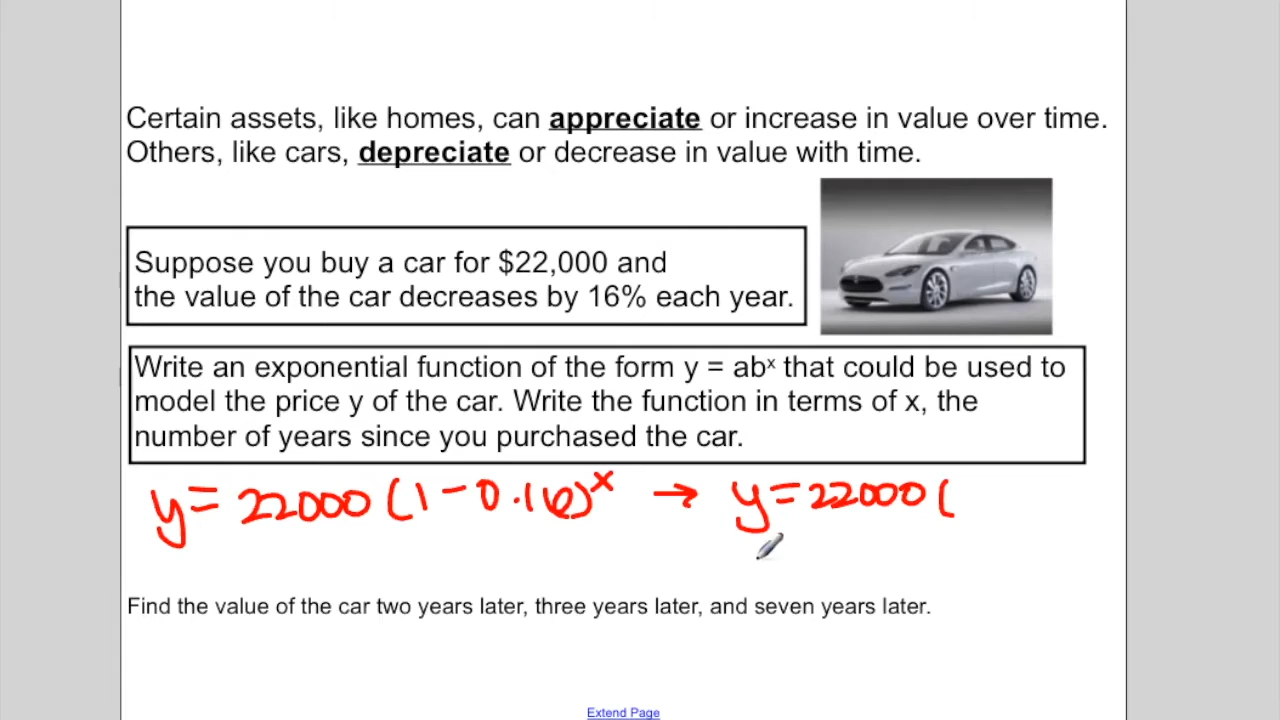 Certain assets, like homes, can appreciate or increase in value over time.
Others, like cars, depreciate or decrease in value with time.
Suppose you buy a car for $22,000 and
the value of the car decreases by 16% each year.
Write an exponential function of the form y = abˣ that could be used to
model the price y of the car. Write the function in terms of x, the
number of years since you purchased the car.
y = 22000 (1 - 0.16)ˣ → y = 22000 (
Find the value of the car two years later, three years later, and seven years later.
Extend Page